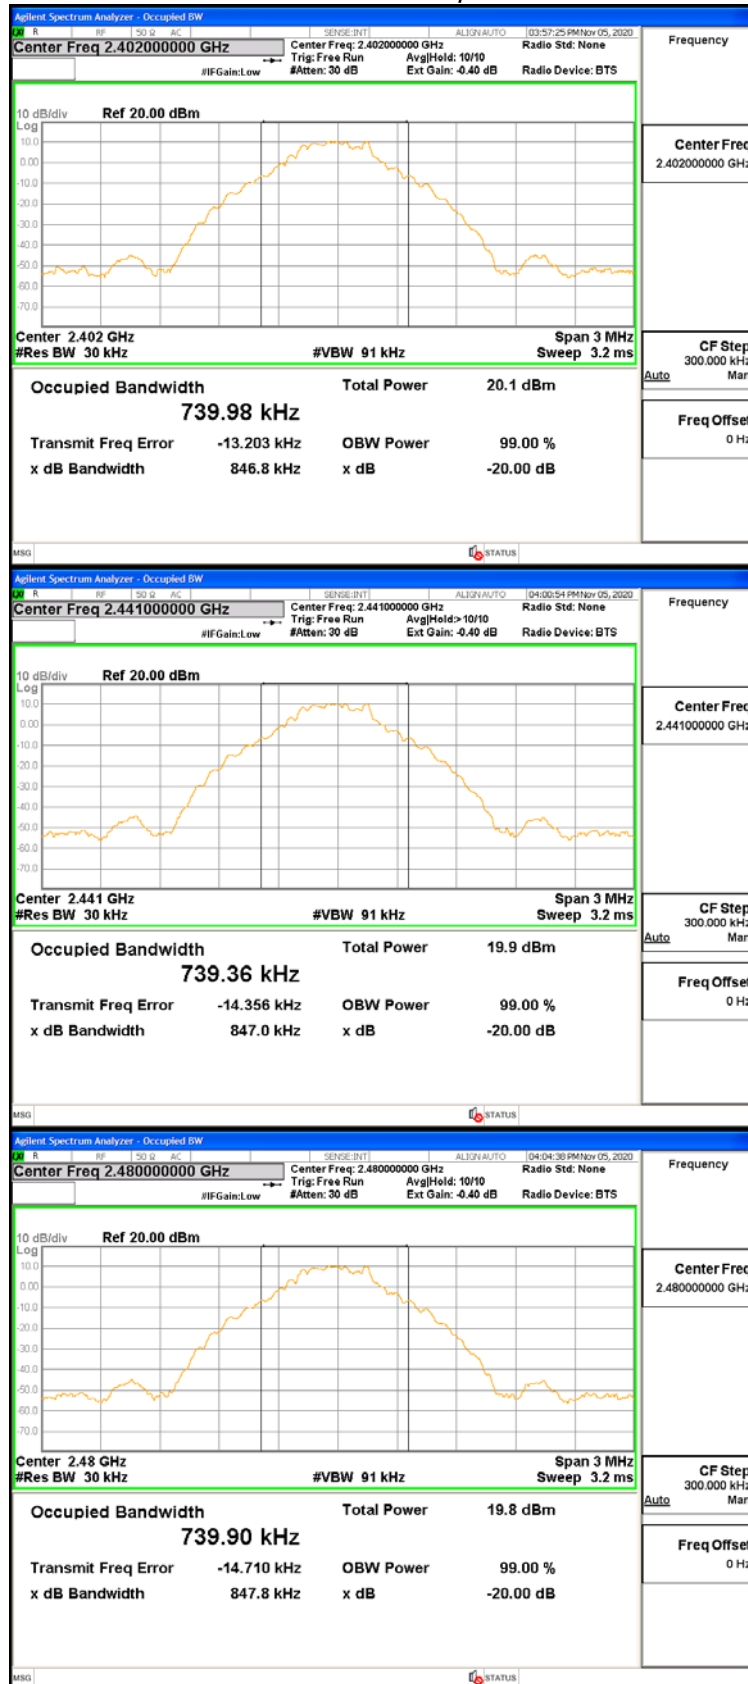 Agilent Spectrum Analyzer - Occupied BW
R RF 50 Ω AC SENSE:INT ALIGN AUTO 03:57:25 PM Nov 05, 2020
Center Freq 2.402000000 GHz Center Freq: 2.402000000 GHz Radio Std: None Frequency
Trig: Free Run Avg|Hold: 10/10
#IFGain:Low #Atten: 30 dB Ext Gain: -0.40 dB Radio Device: BTS
10 dB/div Ref 20.00 dBm
Log
10.0
0.00
-10.0
-20.0
-30.0
-40.0
-50.0
-60.0
-70.0
Center Freq
2.402000000 GHz
Center 2.402 GHz Span 3 MHz
#Res BW 30 kHz #VBW 91 kHz Sweep 3.2 ms
CF Step
300.000 kHz
Auto Man
Occupied Bandwidth Total Power 20.1 dBm
739.98 kHz
Transmit Freq Error -13.203 kHz OBW Power 99.00 %
x dB Bandwidth 846.8 kHz x dB -20.00 dB
Freq Offset
0 Hz
MSG STATUS
Agilent Spectrum Analyzer - Occupied BW
R RF 50 Ω AC SENSE:INT ALIGN AUTO 04:00:54 PM Nov 05, 2020
Center Freq 2.441000000 GHz Center Freq: 2.441000000 GHz Radio Std: None Frequency
Trig: Free Run Avg|Hold:>10/10
#IFGain:Low #Atten: 30 dB Ext Gain: -0.40 dB Radio Device: BTS
10 dB/div Ref 20.00 dBm
Log
10.0
0.00
-10.0
-20.0
-30.0
-40.0
-50.0
-60.0
-70.0
Center Freq
2.441000000 GHz
Center 2.441 GHz Span 3 MHz
#Res BW 30 kHz #VBW 91 kHz Sweep 3.2 ms
CF Step
300.000 kHz
Auto Man
Occupied Bandwidth Total Power 19.9 dBm
739.36 kHz
Transmit Freq Error -14.356 kHz OBW Power 99.00 %
x dB Bandwidth 847.0 kHz x dB -20.00 dB
Freq Offset
0 Hz
MSG STATUS
Agilent Spectrum Analyzer - Occupied BW
R RF 50 Ω AC SENSE:INT ALIGN AUTO 04:04:38 PM Nov 05, 2020
Center Freq 2.480000000 GHz Center Freq: 2.480000000 GHz Radio Std: None Frequency
Trig: Free Run Avg|Hold: 10/10
#IFGain:Low #Atten: 30 dB Ext Gain: -0.40 dB Radio Device: BTS
10 dB/div Ref 20.00 dBm
Log
10.0
0.00
-10.0
-20.0
-30.0
-40.0
-50.0
-60.0
-70.0
Center Freq
2.480000000 GHz
Center 2.48 GHz Span 3 MHz
#Res BW 30 kHz #VBW 91 kHz Sweep 3.2 ms
CF Step
300.000 kHz
Auto Man
Occupied Bandwidth Total Power 19.8 dBm
739.90 kHz
Transmit Freq Error -14.710 kHz OBW Power 99.00 %
x dB Bandwidth 847.8 kHz x dB -20.00 dB
Freq Offset
0 Hz
MSG STATUS